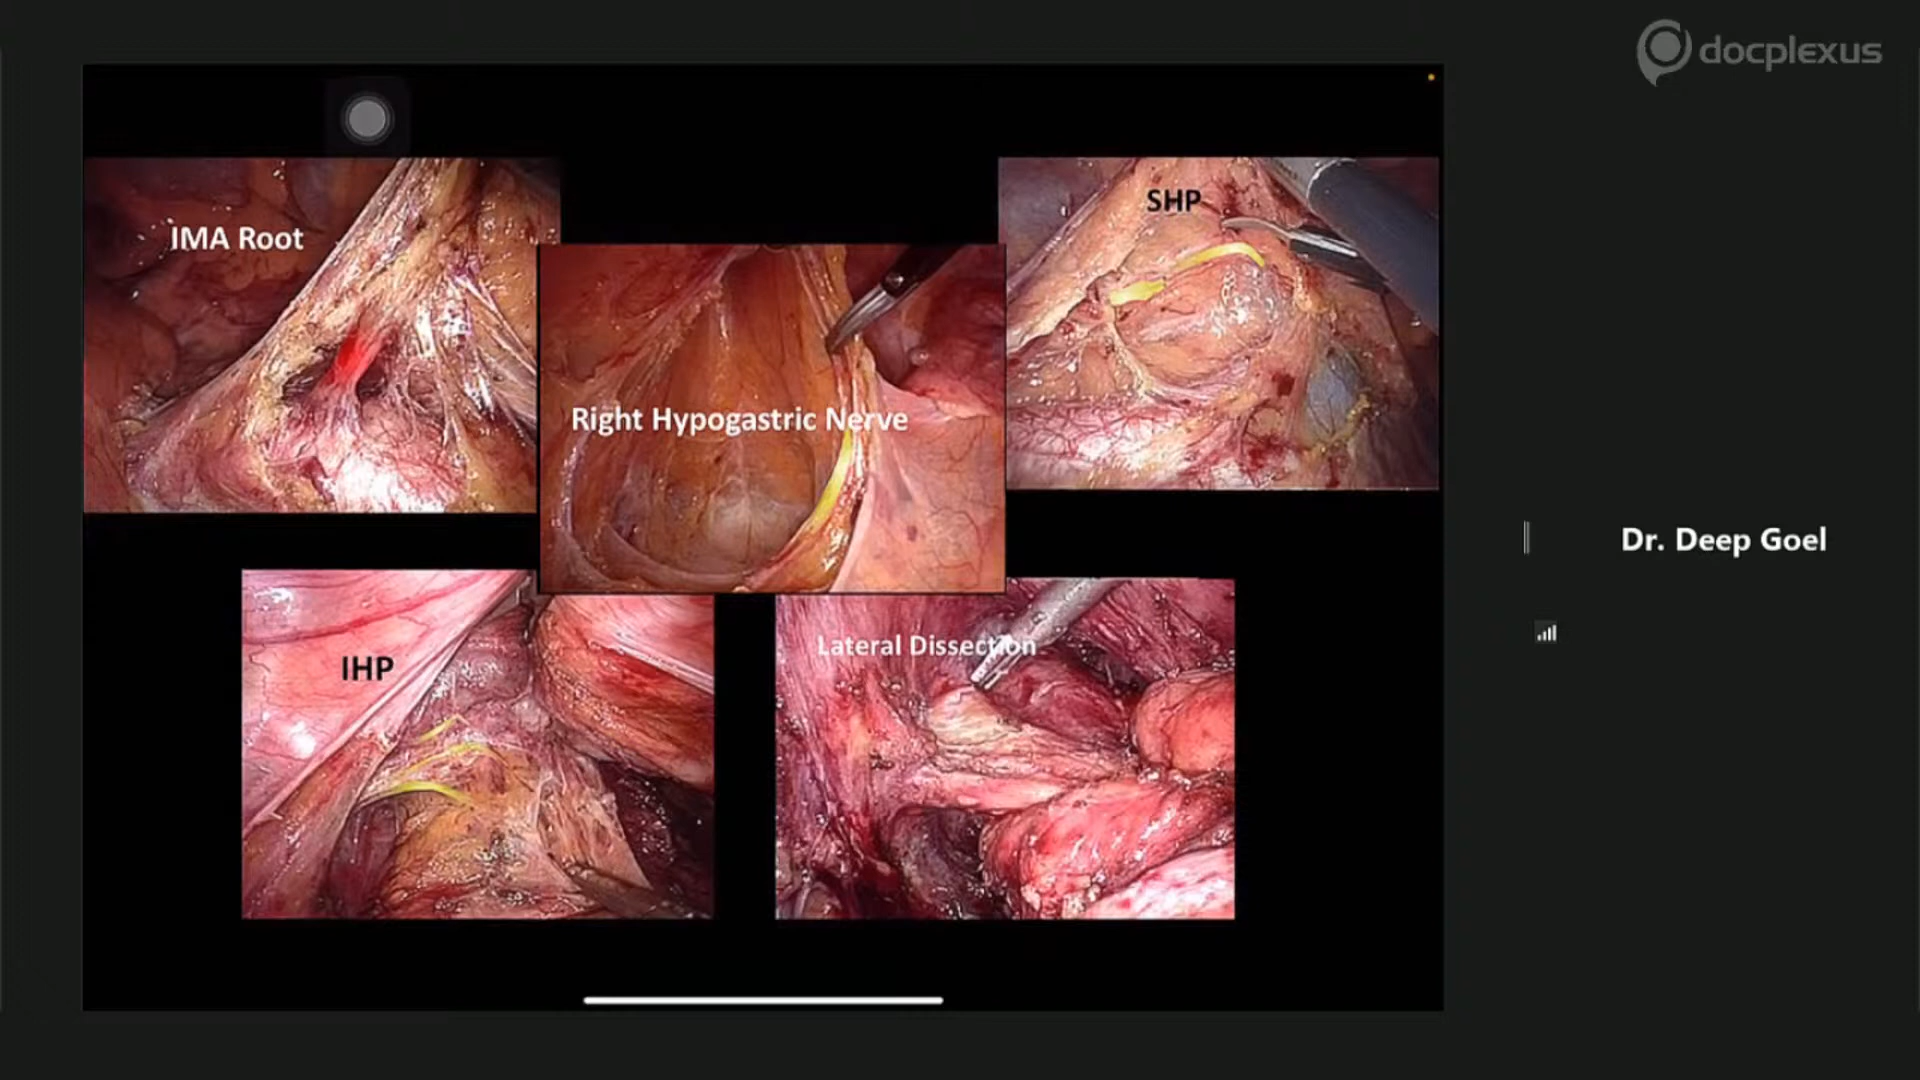 docplexus
IMA Root
SHP
Right Hypogastric Nerve
Dr. Deep Goel
IHP
Lateral Dissection